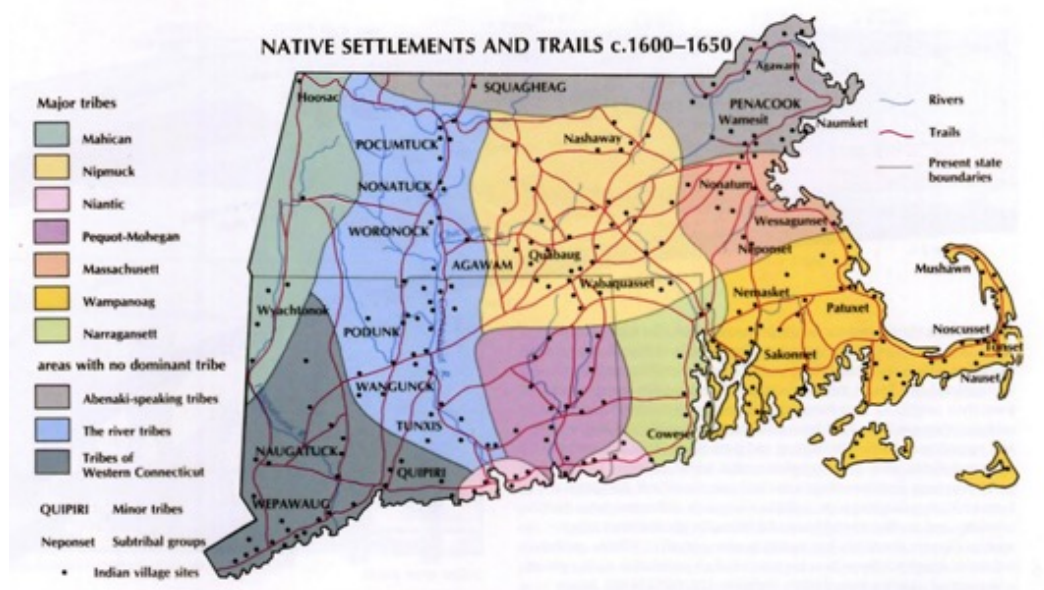 NATIVE SETTLEMENTS AND TRAILS c.1600–1650
Major tribes
Mahican
Nipmuck
Niantic
Pequot-Mohegan
Massachusett
Wampanoag
Narragansett
areas with no dominant tribe
Abenaki-speaking tribes
The river tribes
Tribes of
Western Connecticut
QUIPIRI Minor tribes
Neponset Subtribal groups
Indian village sites
Rivers
Trails
Present state
boundaries
Agawam
SQUAGHEAG
Hoosac
PENACOOK
Wamesit
Naumket
POCUMTUCK
Nashaway
NONATUCK
Nonatum
WORONOCK
Wessagunset
Neponset
AGAWAM
Quabaug
Mushawn
Wabaquasset
Nemasket
Wyachtonok
Patuxet
PODUNK
Noscusset
Sakonnet
Nauset
WANGUNCK
TUNXIS
Coweset
NAUGATUCK
QUIPIRI
WEPAWAUG